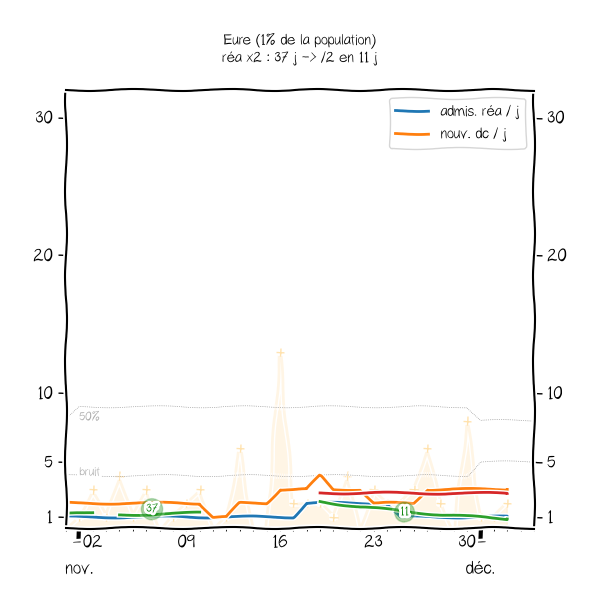 Eure (1% de la population)
réa x2 : 37 j -> /2 en 11 j
admis. réa / j
nouv. dc / j
30 30
20 20
10 10
50%
5 5
bruit
37 11
1 1
02 09 16 23 30
nov. déc.